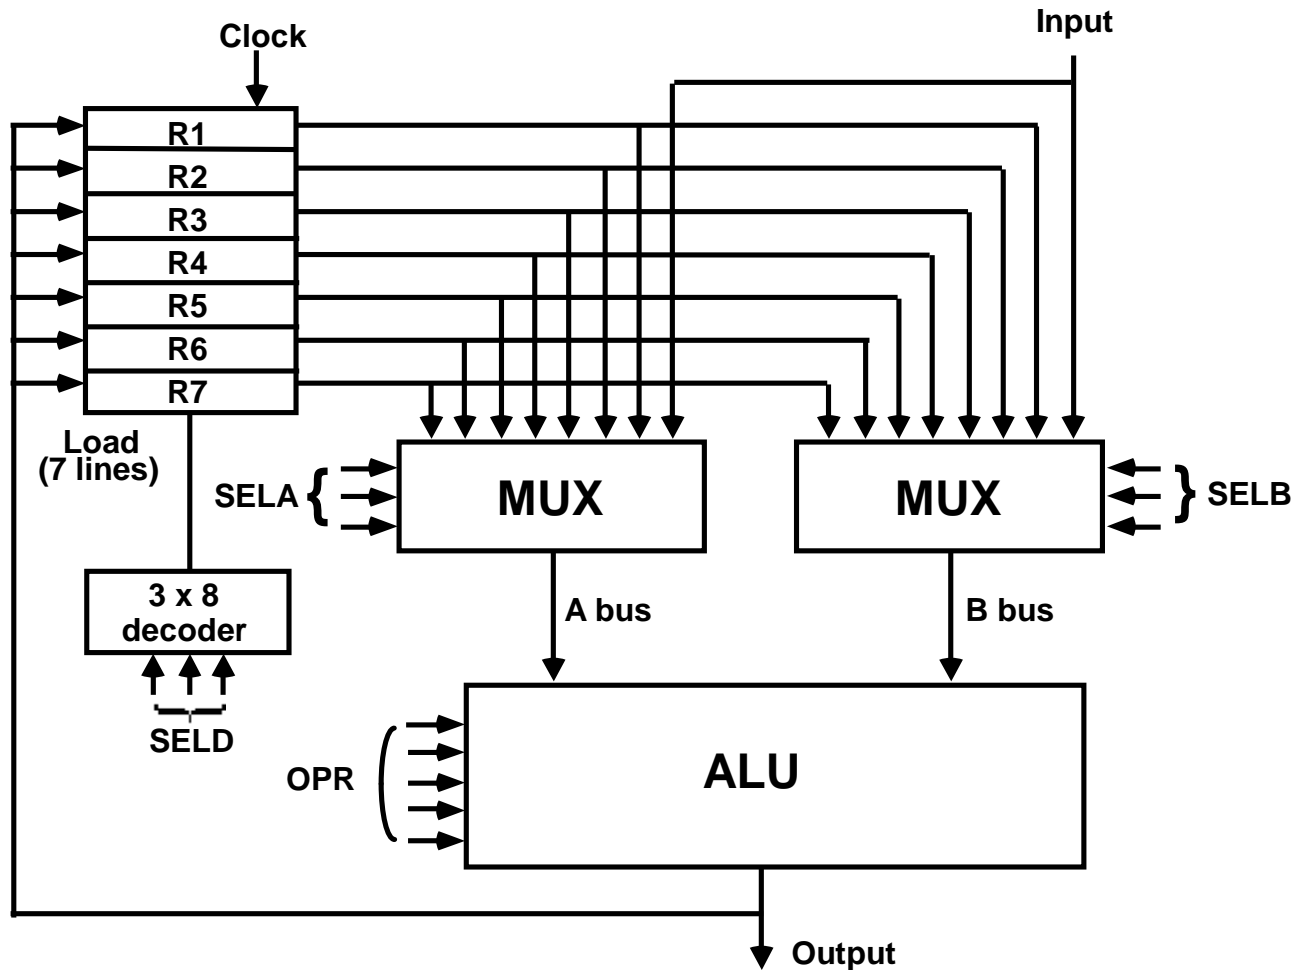 Input
Clock
R1
R2
R3
R4
R5
R6
R7
Load
(7 lines)
SELA {
MUX
MUX
} SELB
3 x 8
decoder
A bus
B bus
SELD
OPR
ALU
Output